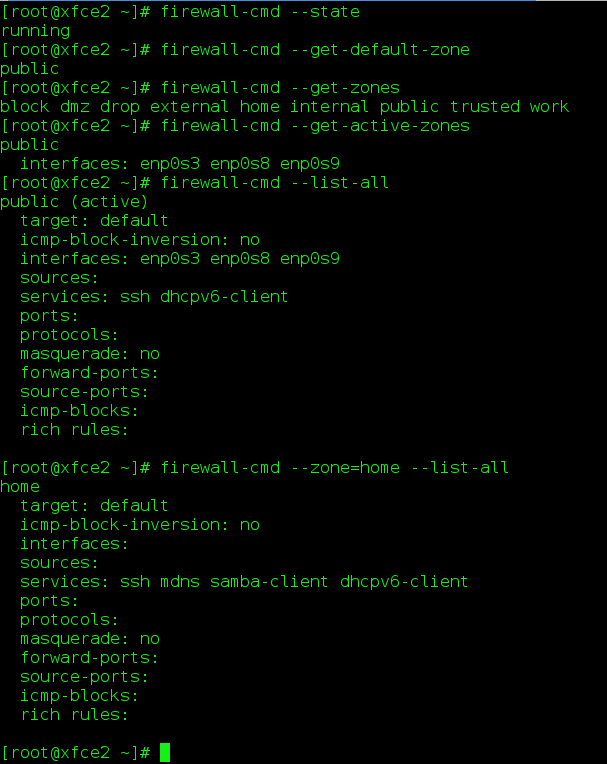 [root@xfce2 ~]# firewall-cmd --state
running
[root@xfce2 ~]# firewall-cmd --get-default-zone
public
[root@xfce2 ~]# firewall-cmd --get-zones
block dmz drop external home internal public trusted work
[root@xfce2 ~]# firewall-cmd --get-active-zones
public
  interfaces: enp0s3 enp0s8 enp0s9
[root@xfce2 ~]# firewall-cmd --list-all
public (active)
  target: default
  icmp-block-inversion: no
  interfaces: enp0s3 enp0s8 enp0s9
  sources:
  services: ssh dhcpv6-client
  ports:
  protocols:
  masquerade: no
  forward-ports:
  source-ports:
  icmp-blocks:
  rich rules:

[root@xfce2 ~]# firewall-cmd --zone=home --list-all
home
  target: default
  icmp-block-inversion: no
  interfaces:
  sources:
  services: ssh mdns samba-client dhcpv6-client
  ports:
  protocols:
  masquerade: no
  forward-ports:
  source-ports:
  icmp-blocks:
  rich rules:

[root@xfce2 ~]#